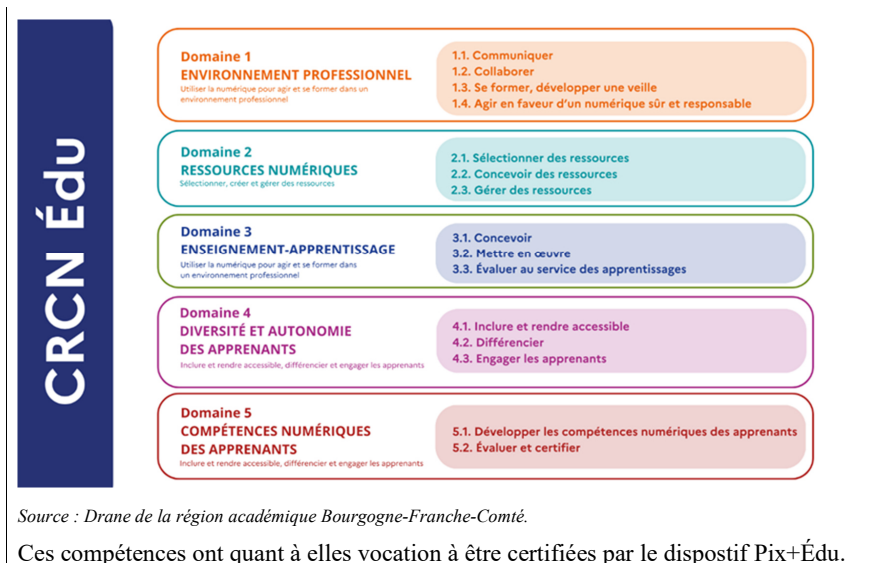 CRCN Édu
Domaine 1
ENVIRONNEMENT PROFESSIONNEL
Utiliser la numérique pour agir et se former dans un
environnement professionnel
1.1. Communiquer
1.2. Collaborer
1.3. Se former, développer une veille
1.4. Agir en faveur d'un numérique sûr et responsable
Domaine 2
RESSOURCES NUMÉRIQUES
Sélectionner, créer et gérer des ressources
2.1. Sélectionner des ressources
2.2. Concevoir des ressources
2.3. Gérer des ressources
Domaine 3
ENSEIGNEMENT-APPRENTISSAGE
Utiliser la numérique pour agir et se former dans
un environnement professionnel
3.1. Concevoir
3.2. Mettre en œuvre
3.3. Évaluer au service des apprentissages
Domaine 4
DIVERSITÉ ET AUTONOMIE
DES APPRENANTS
Inclure et rendre accessible, différencier et engager les apprenants
4.1. Inclure et rendre accessible
4.2. Différencier
4.3. Engager les apprenants
Domaine 5
COMPÉTENCES NUMÉRIQUES
DES APPRENANTS
Inclure et rendre accessible, différencier et engager les apprenants
5.1. Développer les compétences numériques des apprenants
5.2. Évaluer et certifier
Source : Drane de la région académique Bourgogne-Franche-Comté.
Ces compétences ont quant à elles vocation à être certifiées par le dispostif Pix+Édu.